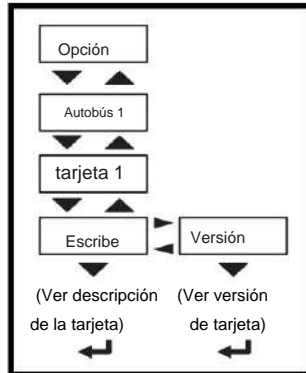 Opción
Autobús 1
tarjeta 1
Escribe
Versión
(Ver descripción
de la tarjeta)
(Ver versión
de tarjeta)